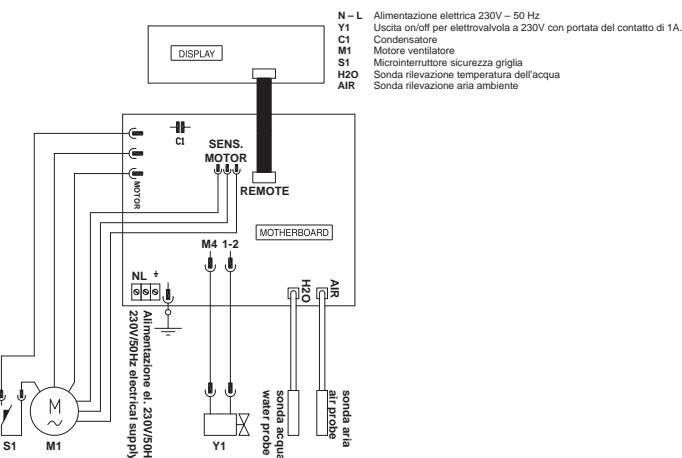 N – L Alimentazione elettrica 230V – 50 Hz
Y1 Uscita on/off per elettrovalvola a 230V con portata del contatto di 1A.
C1 Condensatore
M1 Motore ventilatore
S1 Microinterruttore sicurezza griglia
H2O Sonda rilevazione temperatura dell'acqua
AIR Sonda rilevazione aria ambiente
DISPLAY
C1
SENS.
MOTOR
MOTOR
REMOTE
MOTHERBOARD
M4 1-2
NL
H2O
AIR
Alimentazione el. 230V/50H
230V/50Hz electrical supply
sonda acqua
water probe
sonda aria
air probe
M
S1
M1
Y1